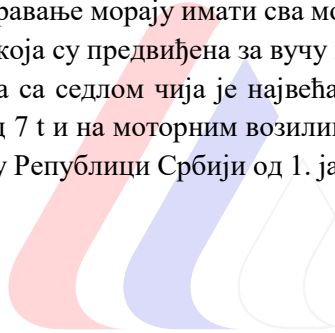 равање морају имати сва мо
која су предвиђена за вучу
а са седлом чија је највећа
д 7 t и на моторним возили
у Републици Србији од 1. ја